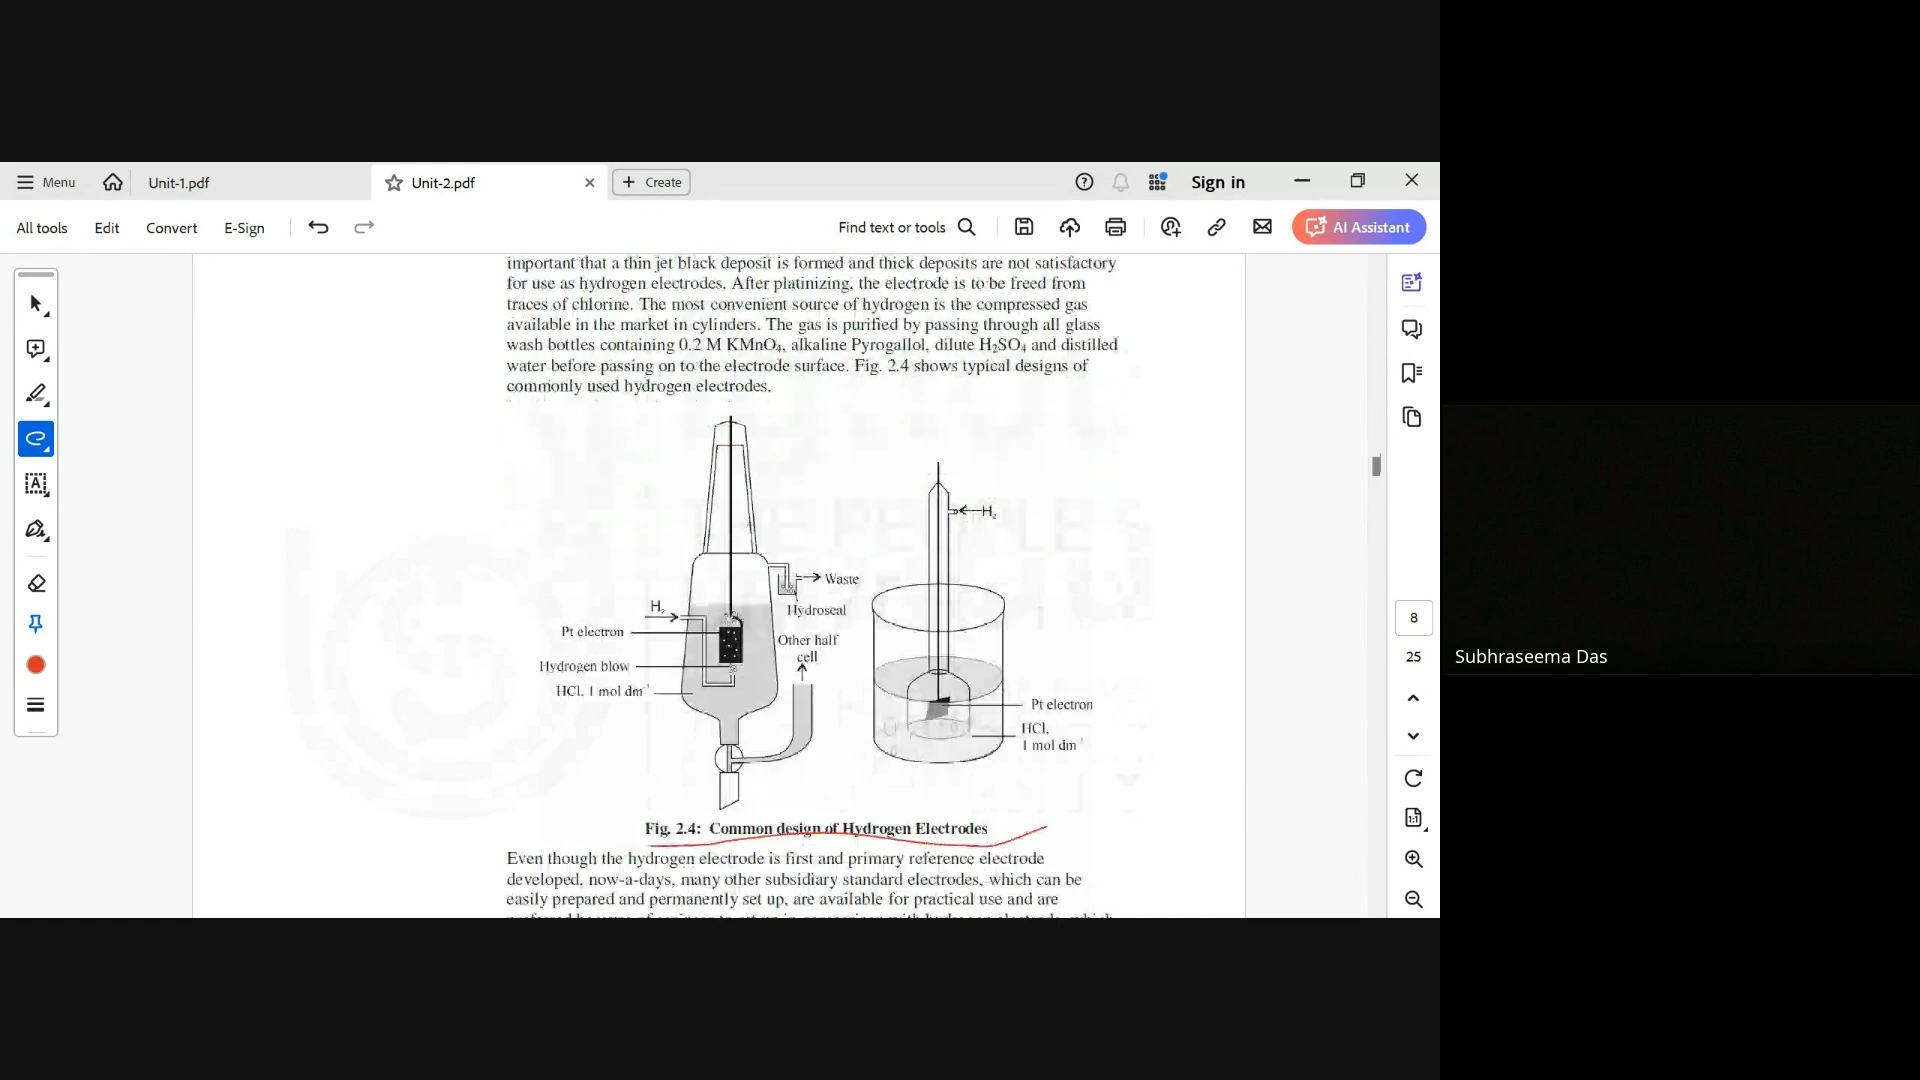 Menu
Unit-1.pdf
Unit-2.pdf
Create
Sign in
All tools
Edit
Convert
E-Sign
Find text or tools
AI Assistant
important that a thin jet black deposit is formed and thick deposits are not satisfactory
for use as hydrogen electrodes. After platinizing, the electrode is to be freed from
traces of chlorine. The most convenient source of hydrogen is the compressed gas
available in the market in cylinders. The gas is purified by passing through all glass
wash bottles containing 0.2 M KMnO₄, alkaline Pyrogallol, dilute H₂SO₄ and distilled
water before passing on to the electrode surface. Fig. 2.4 shows typical designs of
commonly used hydrogen electrodes.
H₂
Waste
Hydroseal
H₂
Pt electron
Other half
cell
Hydrogen blow
HCl, 1 mol dm⁻¹
Pt electron
HCl,
1 mol dm
Fig. 2.4: Common design of Hydrogen Electrodes
Even though the hydrogen electrode is first and primary reference electrode
developed, now-a-days, many other subsidiary standard electrodes, which can be
easily prepared and permanently set up, are available for practical use and are
8
25
Subhraseema Das